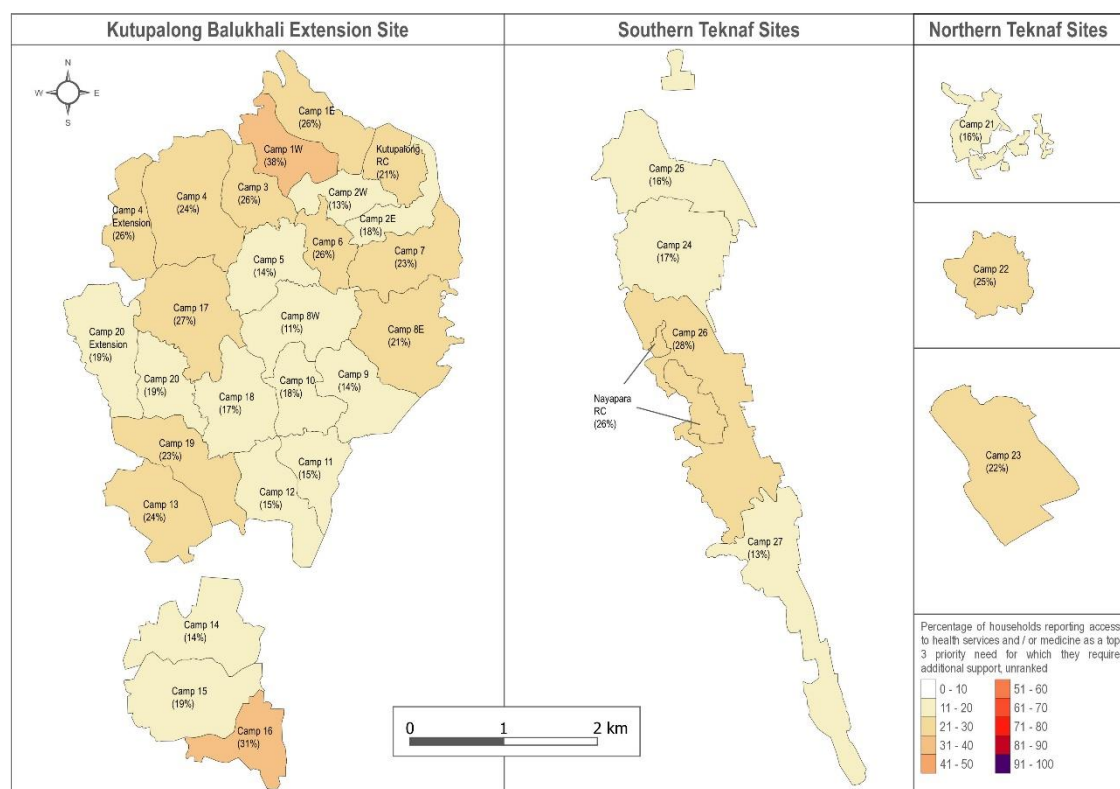 Kutupalong Balukhali Extension Site
Southern Teknaf Sites
Northern Teknaf Sites
N
W
E
S
Camp 1E
(26%)
Camp 1W
(38%)
Kutupalong
RC
(21%)
Camp 3
(26%)
Camp 4
(24%)
Camp 4
Extension
(26%)
Camp 2W
(13%)
Camp 2E
(18%)
Camp 6
(26%)
Camp 7
(23%)
Camp 5
(14%)
Camp 17
(27%)
Camp 8W
(11%)
Camp 8E
(21%)
Camp 20
Extension
(19%)
Camp 20
(19%)
Camp 18
(17%)
Camp 10
(18%)
Camp 9
(14%)
Camp 19
(23%)
Camp 11
(15%)
Camp 12
(15%)
Camp 13
(24%)
Camp 14
(14%)
Camp 15
(19%)
Camp 16
(31%)
Camp 25
(16%)
Camp 24
(17%)
Camp 26
(28%)
Nayapara
RC
(26%)
Camp 27
(13%)
0 1 2 km
Camp 21
(16%)
Camp 22
(25%)
Camp 23
(22%)
Percentage of households reporting access
to health services and / or medicine as a top
3 priority need for which they require
additional support, unranked
0 - 10
11 - 20
21 - 30
31 - 40
41 - 50
51 - 60
61 - 70
71 - 80
81 - 90
91 - 100